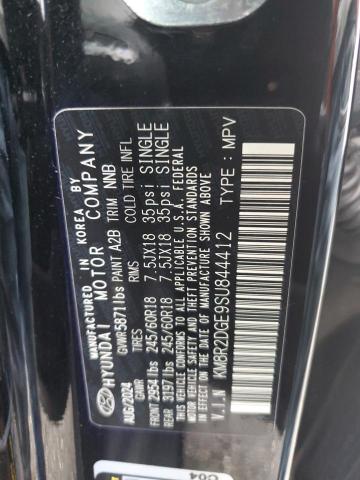 MANUFACTURED IN KOREA BY
HYUNDAI MOTOR COMPANY
AUG/2024 GVWR 5871lbs PAINT A2B TRIM NNB
GAWR TIRES RIMS COLD TIRE INFL
FRONT 2954lbs 245/60R18 7.5JX18 35psi SINGLE
REAR 3197lbs 245/60R18 7.5JX18 35psi SINGLE
THIS VEHICLE CONFORMS TO ALL APPLICABLE U.S.A. FEDERAL
MOTOR VEHICLE SAFETY AND THEFT PREVENTION STANDARDS
IN EFFECT ON THE DATE OF MANUFACTURE SHOWN ABOVE
V.I.N KM8R2DGE9SU844412 TYPE : MPV
C04